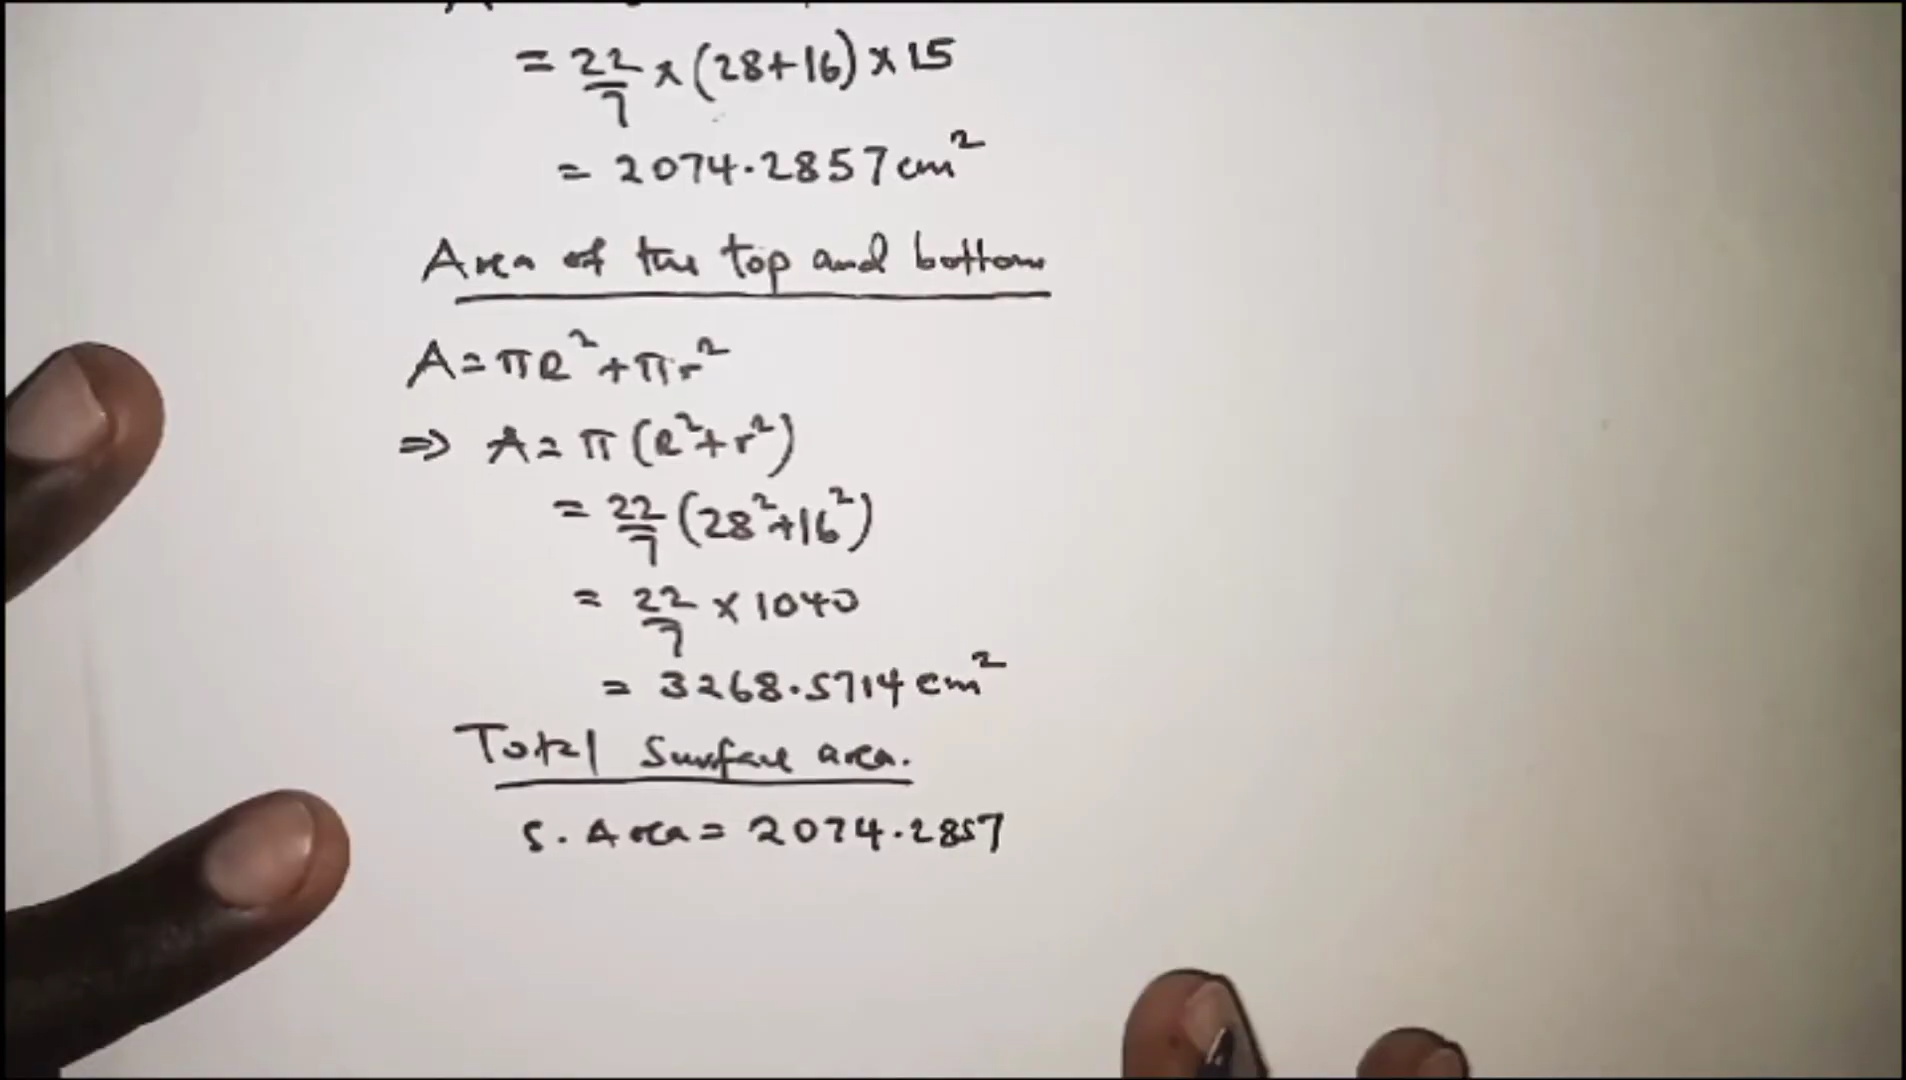 = 22/7 × (28+16) × 15
= 2074.2857 cm²
Area of the top and bottom
A = πR² + πr²
⇒ A = π (R² + r²)
= 22/7 (28² + 16²)
= 22/7 × 1040
= 3268.5714 cm²
Total Surface area.
S. Area = 2074.2857